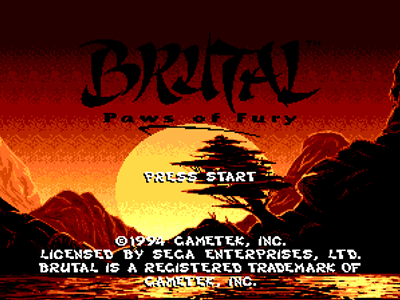 BRUTAL™
Paws of Fury
PRESS START
©1994 GAMETEK, INC.
LICENSED BY SEGA ENTERPRISES, LTD.
BRUTAL IS A REGISTERED TRADEMARK OF
GAMETEK, INC.